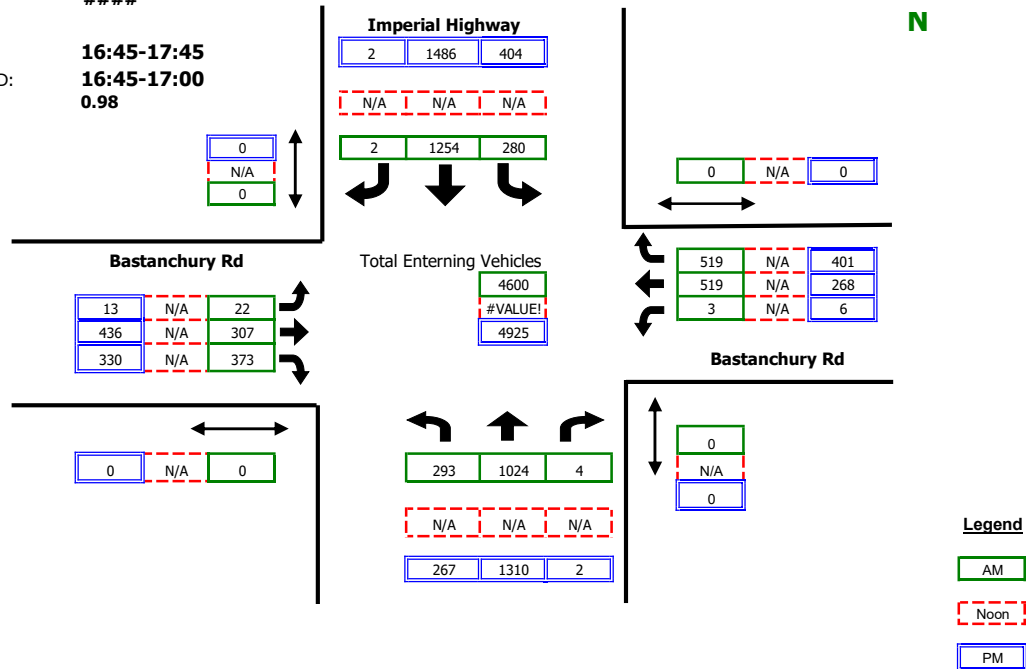 ####
Imperial Highway
N
2 1486 404
16:45-17:45
D: 16:45-17:00
0.98
N/A N/A N/A
2 1254 280
0
N/A
0
0 N/A 0
Bastanchury Rd
Total Enterning Vehicles
4600
#VALUE!
4925
519 N/A 401
519 N/A 268
3 N/A 6
13 N/A 22
436 N/A 307
330 N/A 373
Bastanchury Rd
0 N/A 0
293 1024 4
N/A N/A N/A
267 1310 2
0
N/A
0
Legend
AM
Noon
PM